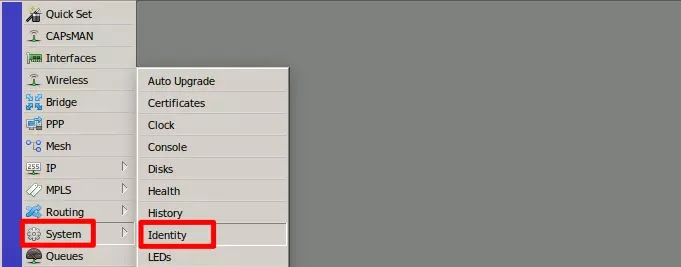 Quick Set
CAPsMAN
Interfaces
Wireless
Bridge
PPP
Mesh
255
IP
MPLS
Routing
System
Queues
Auto Upgrade
Certificates
Clock
Console
Disks
Health
History
Identity
LEDs